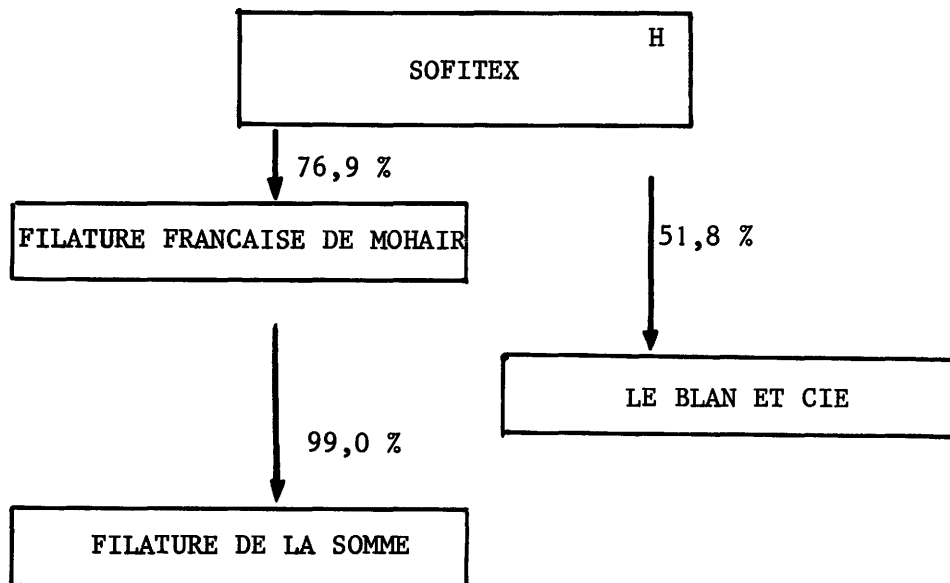 H
SOFITEX
76,9 %
FILATURE FRANCAISE DE MOHAIR
51,8 %
LE BLAN ET CIE
99,0 %
FILATURE DE LA SOMME